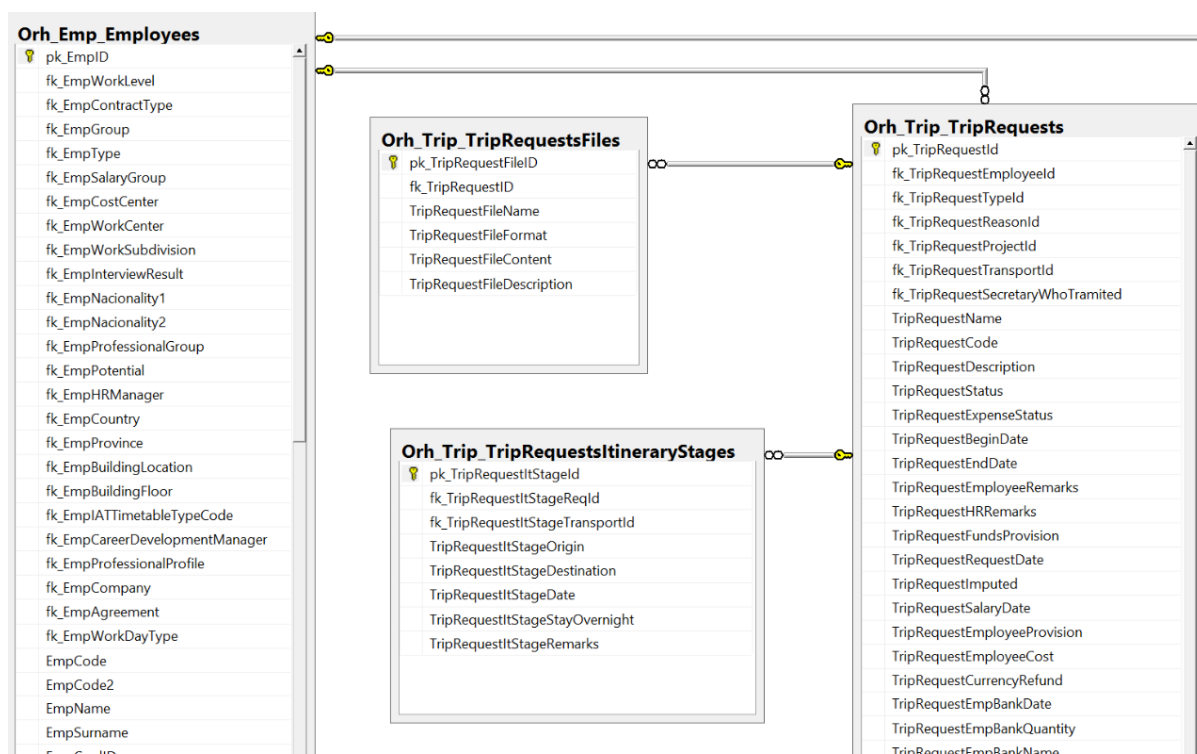 Orh_Emp_Employees
pk_EmpID
fk_EmpWorkLevel
fk_EmpContractType
fk_EmpGroup
fk_EmpType
fk_EmpSalaryGroup
fk_EmpCostCenter
fk_EmpWorkCenter
fk_EmpWorkSubdivision
fk_EmpInterviewResult
fk_EmpNacionality1
fk_EmpNacionality2
fk_EmpProfessionalGroup
fk_EmpPotential
fk_EmpHRManager
fk_EmpCountry
fk_EmpProvince
fk_EmpBuildingLocation
fk_EmpBuildingFloor
fk_EmpIATTimetableTypeCode
fk_EmpCareerDevelopmentManager
fk_EmpProfessionalProfile
fk_EmpCompany
fk_EmpAgreement
fk_EmpWorkDayType
EmpCode
EmpCode2
EmpName
EmpSurname
Orh_Trip_TripRequestsFiles
pk_TripRequestFileID
fk_TripRequestID
TripRequestFileName
TripRequestFileFormat
TripRequestFileContent
TripRequestFileDescription
Orh_Trip_TripRequestsItineraryStages
pk_TripRequestItStageId
fk_TripRequestItStageReqId
fk_TripRequestItStageTransportId
TripRequestItStageOrigin
TripRequestItStageDestination
TripRequestItStageDate
TripRequestItStageStayOvernight
TripRequestItStageRemarks
Orh_Trip_TripRequests
pk_TripRequestId
fk_TripRequestEmployeeId
fk_TripRequestTypeId
fk_TripRequestReasonId
fk_TripRequestProjectId
fk_TripRequestTransportId
fk_TripRequestSecretaryWhoTramited
TripRequestName
TripRequestCode
TripRequestDescription
TripRequestStatus
TripRequestExpenseStatus
TripRequestBeginDate
TripRequestEndDate
TripRequestEmployeeRemarks
TripRequestHRRemarks
TripRequestFundsProvision
TripRequestRequestDate
TripRequestImputed
TripRequestSalaryDate
TripRequestEmployeeProvision
TripRequestEmployeeCost
TripRequestCurrencyRefund
TripRequestEmpBankDate
TripRequestEmpBankQuantity
TripRequestEmpBankName